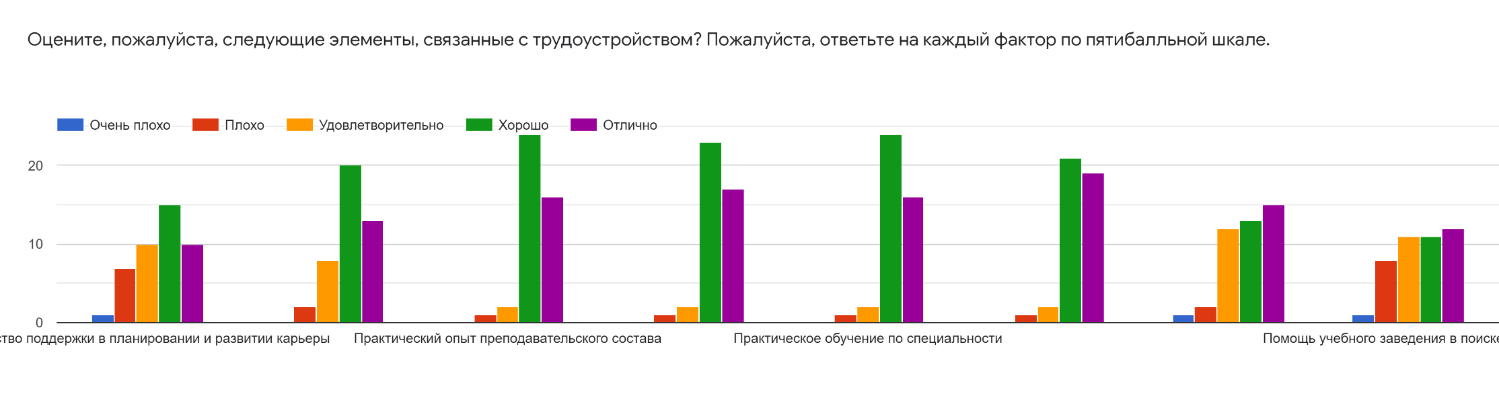 Оцените, пожалуйста, следующие элементы, связанные с трудоустройством? Пожалуйста, ответьте на каждый фактор по пятибалльной шкале.
Очень плохо Плохо Удовлетворительно Хорошо Отлично
20
10
0
поддержки в планировании и развитии карьеры Практический опыт преподавательского состава Практическое обучение по специальности Помощь учебного заведения в